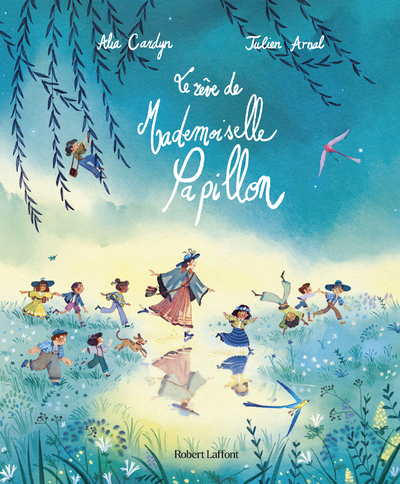 Alia Cardyn Julien Arnal
Le rêve de
Mademoiselle
Papillon
Robert Laffont